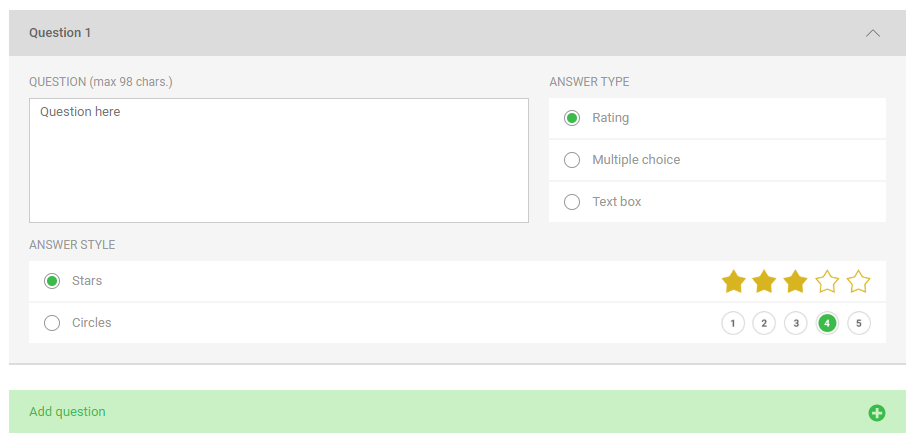 Question 1
QUESTION (max 98 chars.)
Question here
ANSWER TYPE
Rating
Multiple choice
Text box
ANSWER STYLE
Stars
Circles
1 2 3 4 5
Add question